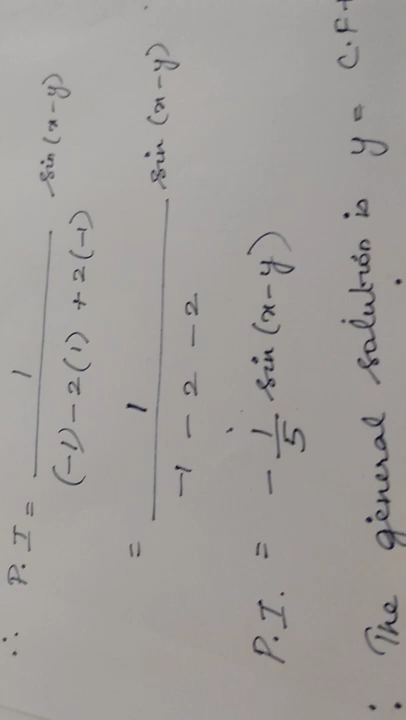 ∴ P.I = 1 / (-1) - 2(1) + 2(-1) sin(x-y)
= 1 / -1 - 2 - 2 sin(x-y)
P.I. = - 1/5 sin(x-y)
∴ The general solution is y = C.F+